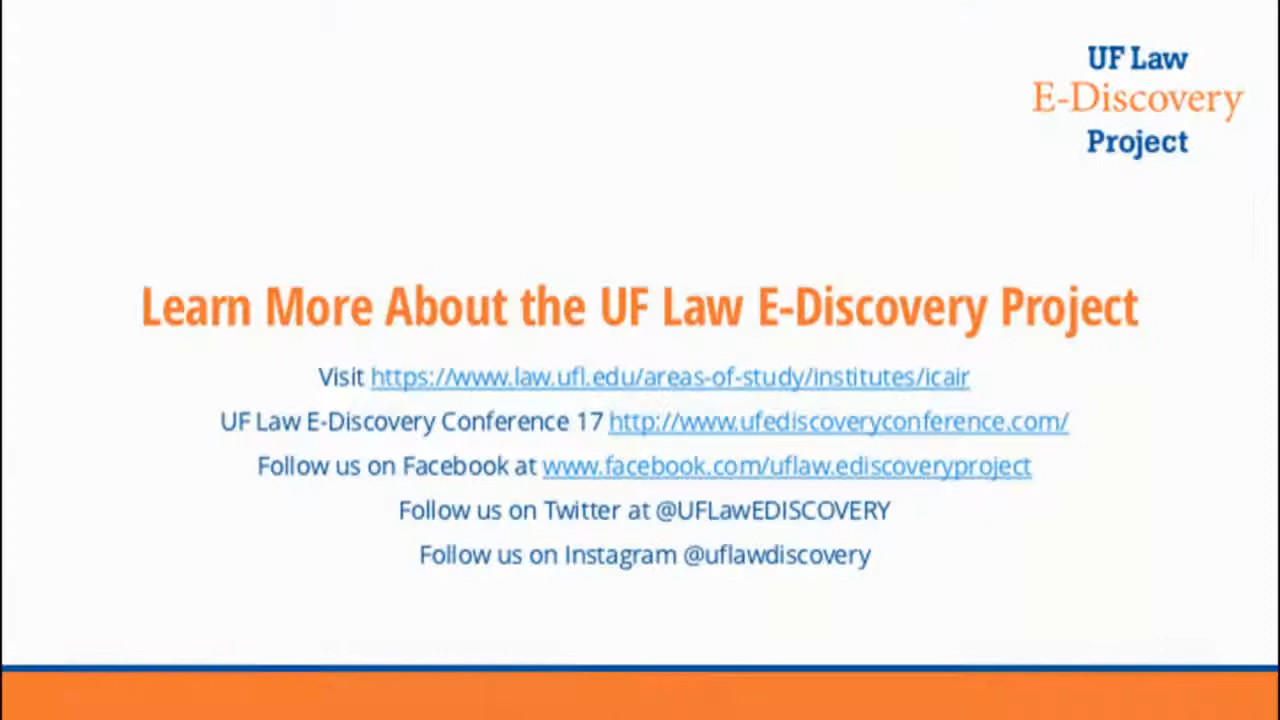 UF Law
E-Discovery
Project
Learn More About the UF Law E-Discovery Project
Visit https://www.law.ufl.edu/areas-of-study/institutes/icair
UF Law E-Discovery Conference 17 http://www.ufediscoveryconference.com/
Follow us on Facebook at www.facebook.com/uflaw.ediscoveryproject
Follow us on Twitter at @UFLawEDISCOVERY
Follow us on Instagram @uflawdiscovery